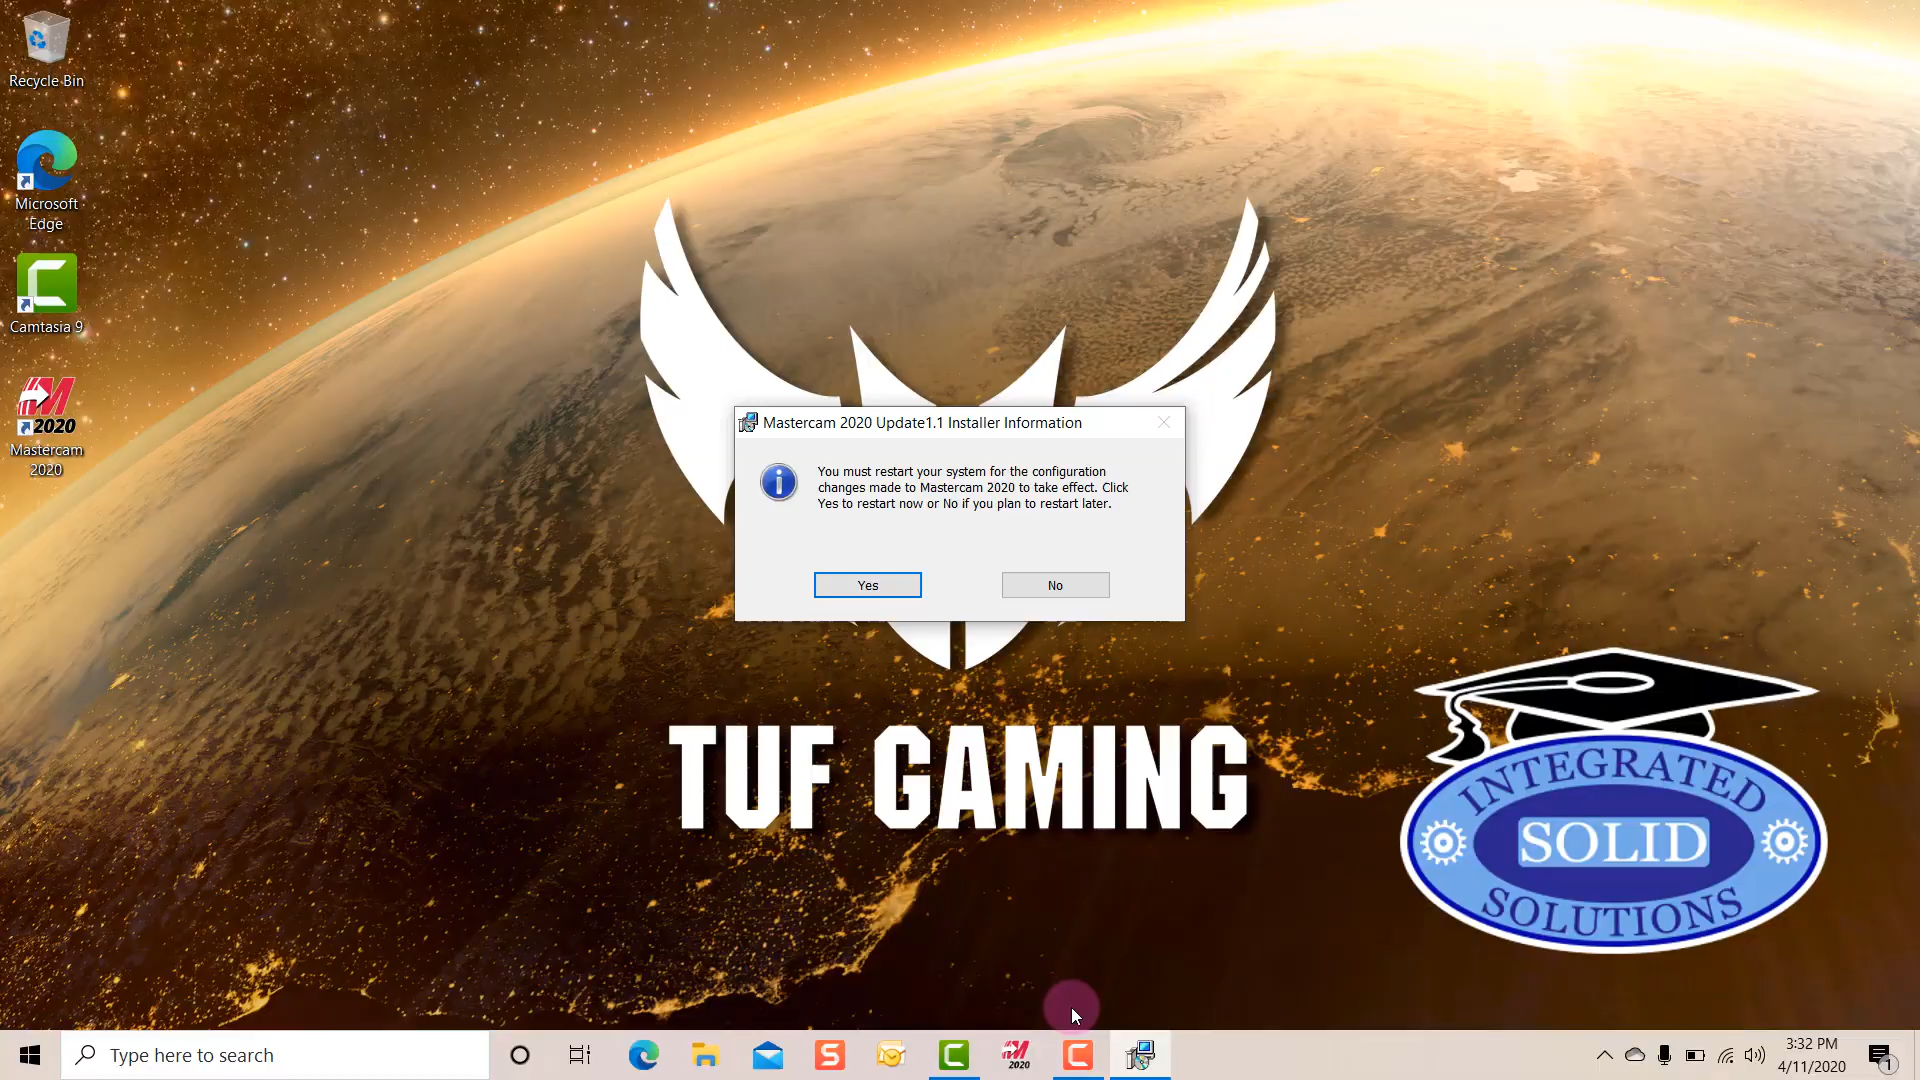 Recycle Bin
Microsoft
Edge
Camtasia 9
2020
Mastercam
2020
Mastercam 2020 Update1.1 Installer Information
You must restart your system for the configuration
changes made to Mastercam 2020 to take effect. Click
Yes to restart now or No if you plan to restart later.
Yes
No
TUF GAMING
INTEGRATED
SOLID
SOLUTIONS
Type here to search
2020
3:32 PM
4/11/2020
1